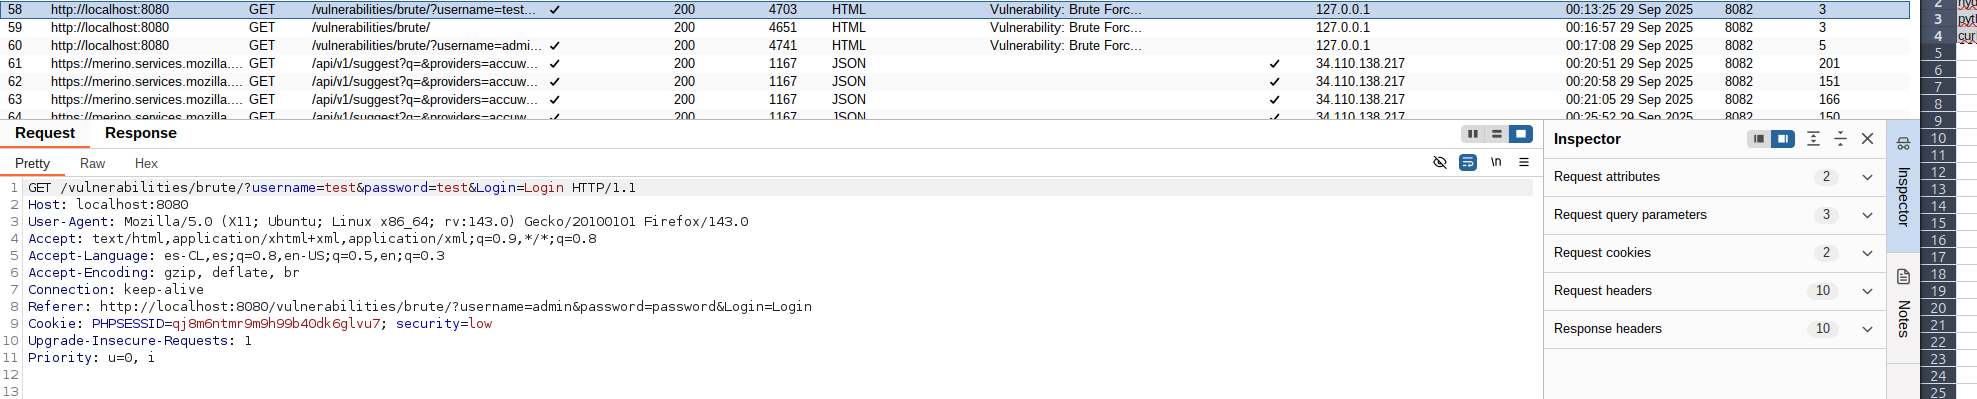 58 http://localhost:8080 GET /vulnerabilities/brute/?username=test... ✓ 200 4703 HTML Vulnerability: Brute Forc... 127.0.0.1 00:13:25 29 Sep 2025 8082 3
59 http://localhost:8080 GET /vulnerabilities/brute/ 200 4651 HTML Vulnerability: Brute Forc... 127.0.0.1 00:16:57 29 Sep 2025 8082 3
60 http://localhost:8080 GET /vulnerabilities/brute/?username=admi... ✓ 200 4741 HTML Vulnerability: Brute Forc... 127.0.0.1 00:17:08 29 Sep 2025 8082 5
61 https://merino.services.mozilla.... GET /api/v1/suggest?q=&providers=accuw... ✓ 200 1167 JSON ✓ 34.110.138.217 00:20:51 29 Sep 2025 8082 201
62 https://merino.services.mozilla.... GET /api/v1/suggest?q=&providers=accuw... ✓ 200 1167 JSON ✓ 34.110.138.217 00:20:58 29 Sep 2025 8082 151
63 https://merino.services.mozilla.... GET /api/v1/suggest?q=&providers=accuw... ✓ 200 1167 JSON ✓ 34.110.138.217 00:21:05 29 Sep 2025 8082 166
64 https://merino.services.mozilla.... GET /api/v1/suggest?q=&providers=accuw... ✓ 200 1167 JSON ✓ 34.110.138.217 00:25:52 29 Sep 2025 8082 150
Request Response
Pretty Raw Hex
\n
1 GET /vulnerabilities/brute/?username=test&password=test&Login=Login HTTP/1.1
2 Host: localhost:8080
3 User-Agent: Mozilla/5.0 (X11; Ubuntu; Linux x86_64; rv:143.0) Gecko/20100101 Firefox/143.0
4 Accept: text/html,application/xhtml+xml,application/xml;q=0.9,*/*;q=0.8
5 Accept-Language: es-CL,es;q=0.8,en-US;q=0.5,en;q=0.3
6 Accept-Encoding: gzip, deflate, br
7 Connection: keep-alive
8 Referer: http://localhost:8080/vulnerabilities/brute/?username=admin&password=password&Login=Login
9 Cookie: PHPSESSID=qj8m6ntmr9m9h99b40dk6glvu7; security=low
10 Upgrade-Insecure-Requests: 1
11 Priority: u=0, i
12
13
Inspector
Request attributes 2
Request query parameters 3
Request cookies 2
Request headers 10
Response headers 10
Inspector
Notes
2
3
4
5
6
7
8
9
10
11
12
13
14
15
16
17
18
19
20
21
22
23
24
25